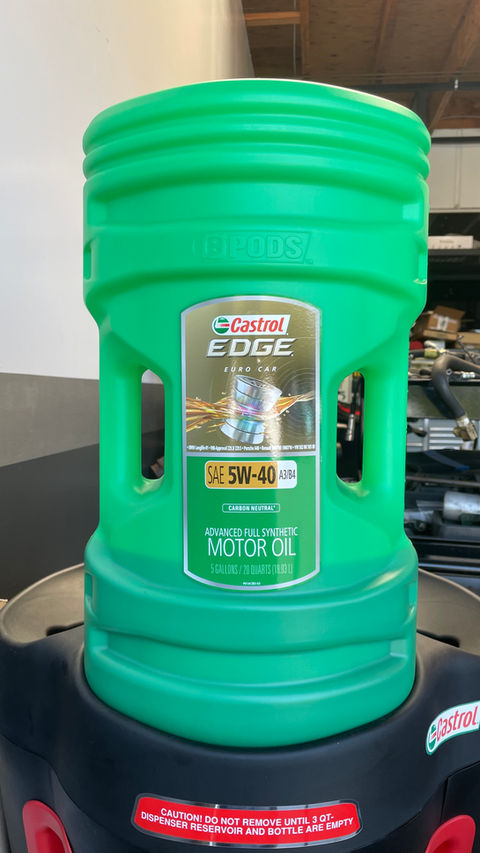 PODS
Castrol
EDGE
EURO CAR
SAE 5W-40 A3/B4
CARBON NEUTRAL
ADVANCED FULL SYNTHETIC
MOTOR OIL
5 GALLONS / 20 QUARTS (18.93 L)
Castrol
CAUTION! DO NOT REMOVE UNTIL 3 QT-
DISPENSER RESERVOIR AND BOTTLE ARE EMPTY